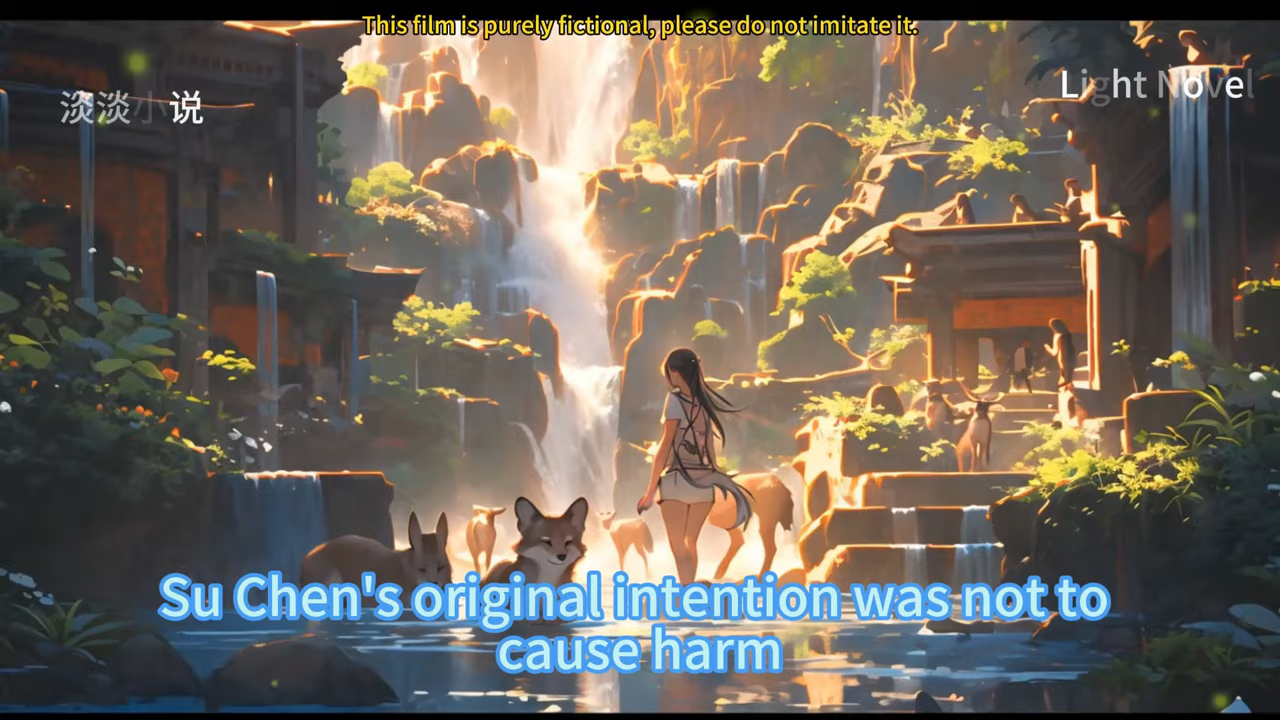 This film is purely fictional, please do not imitate it.
淡淡小说
Light Novel
Su Chen's original intention was not to
cause harm